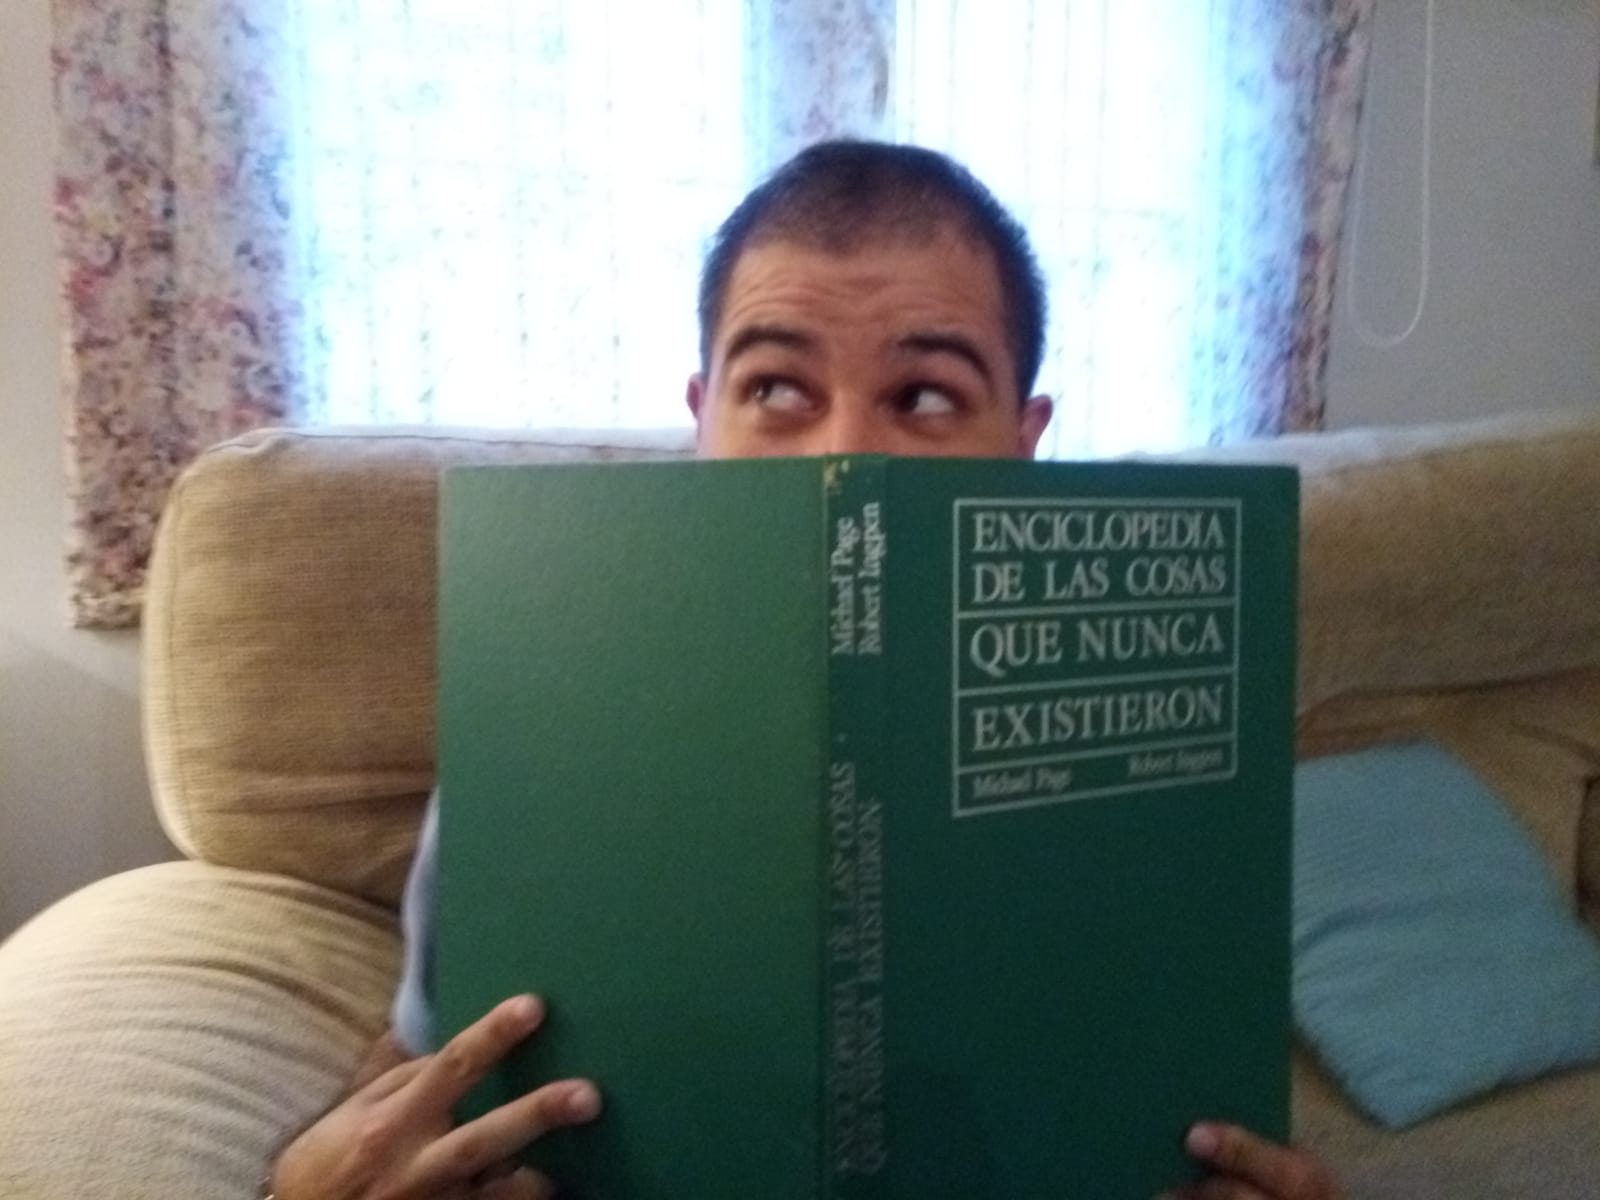 Michael Page
Robert Ingpen
ENCICLOPEDIA DE LAS COSAS
QUE NUNCA EXISTIERON
ENCICLOPEDIA
DE LAS COSAS
QUE NUNCA
EXISTIERON
Michael Page Robert Ingpen